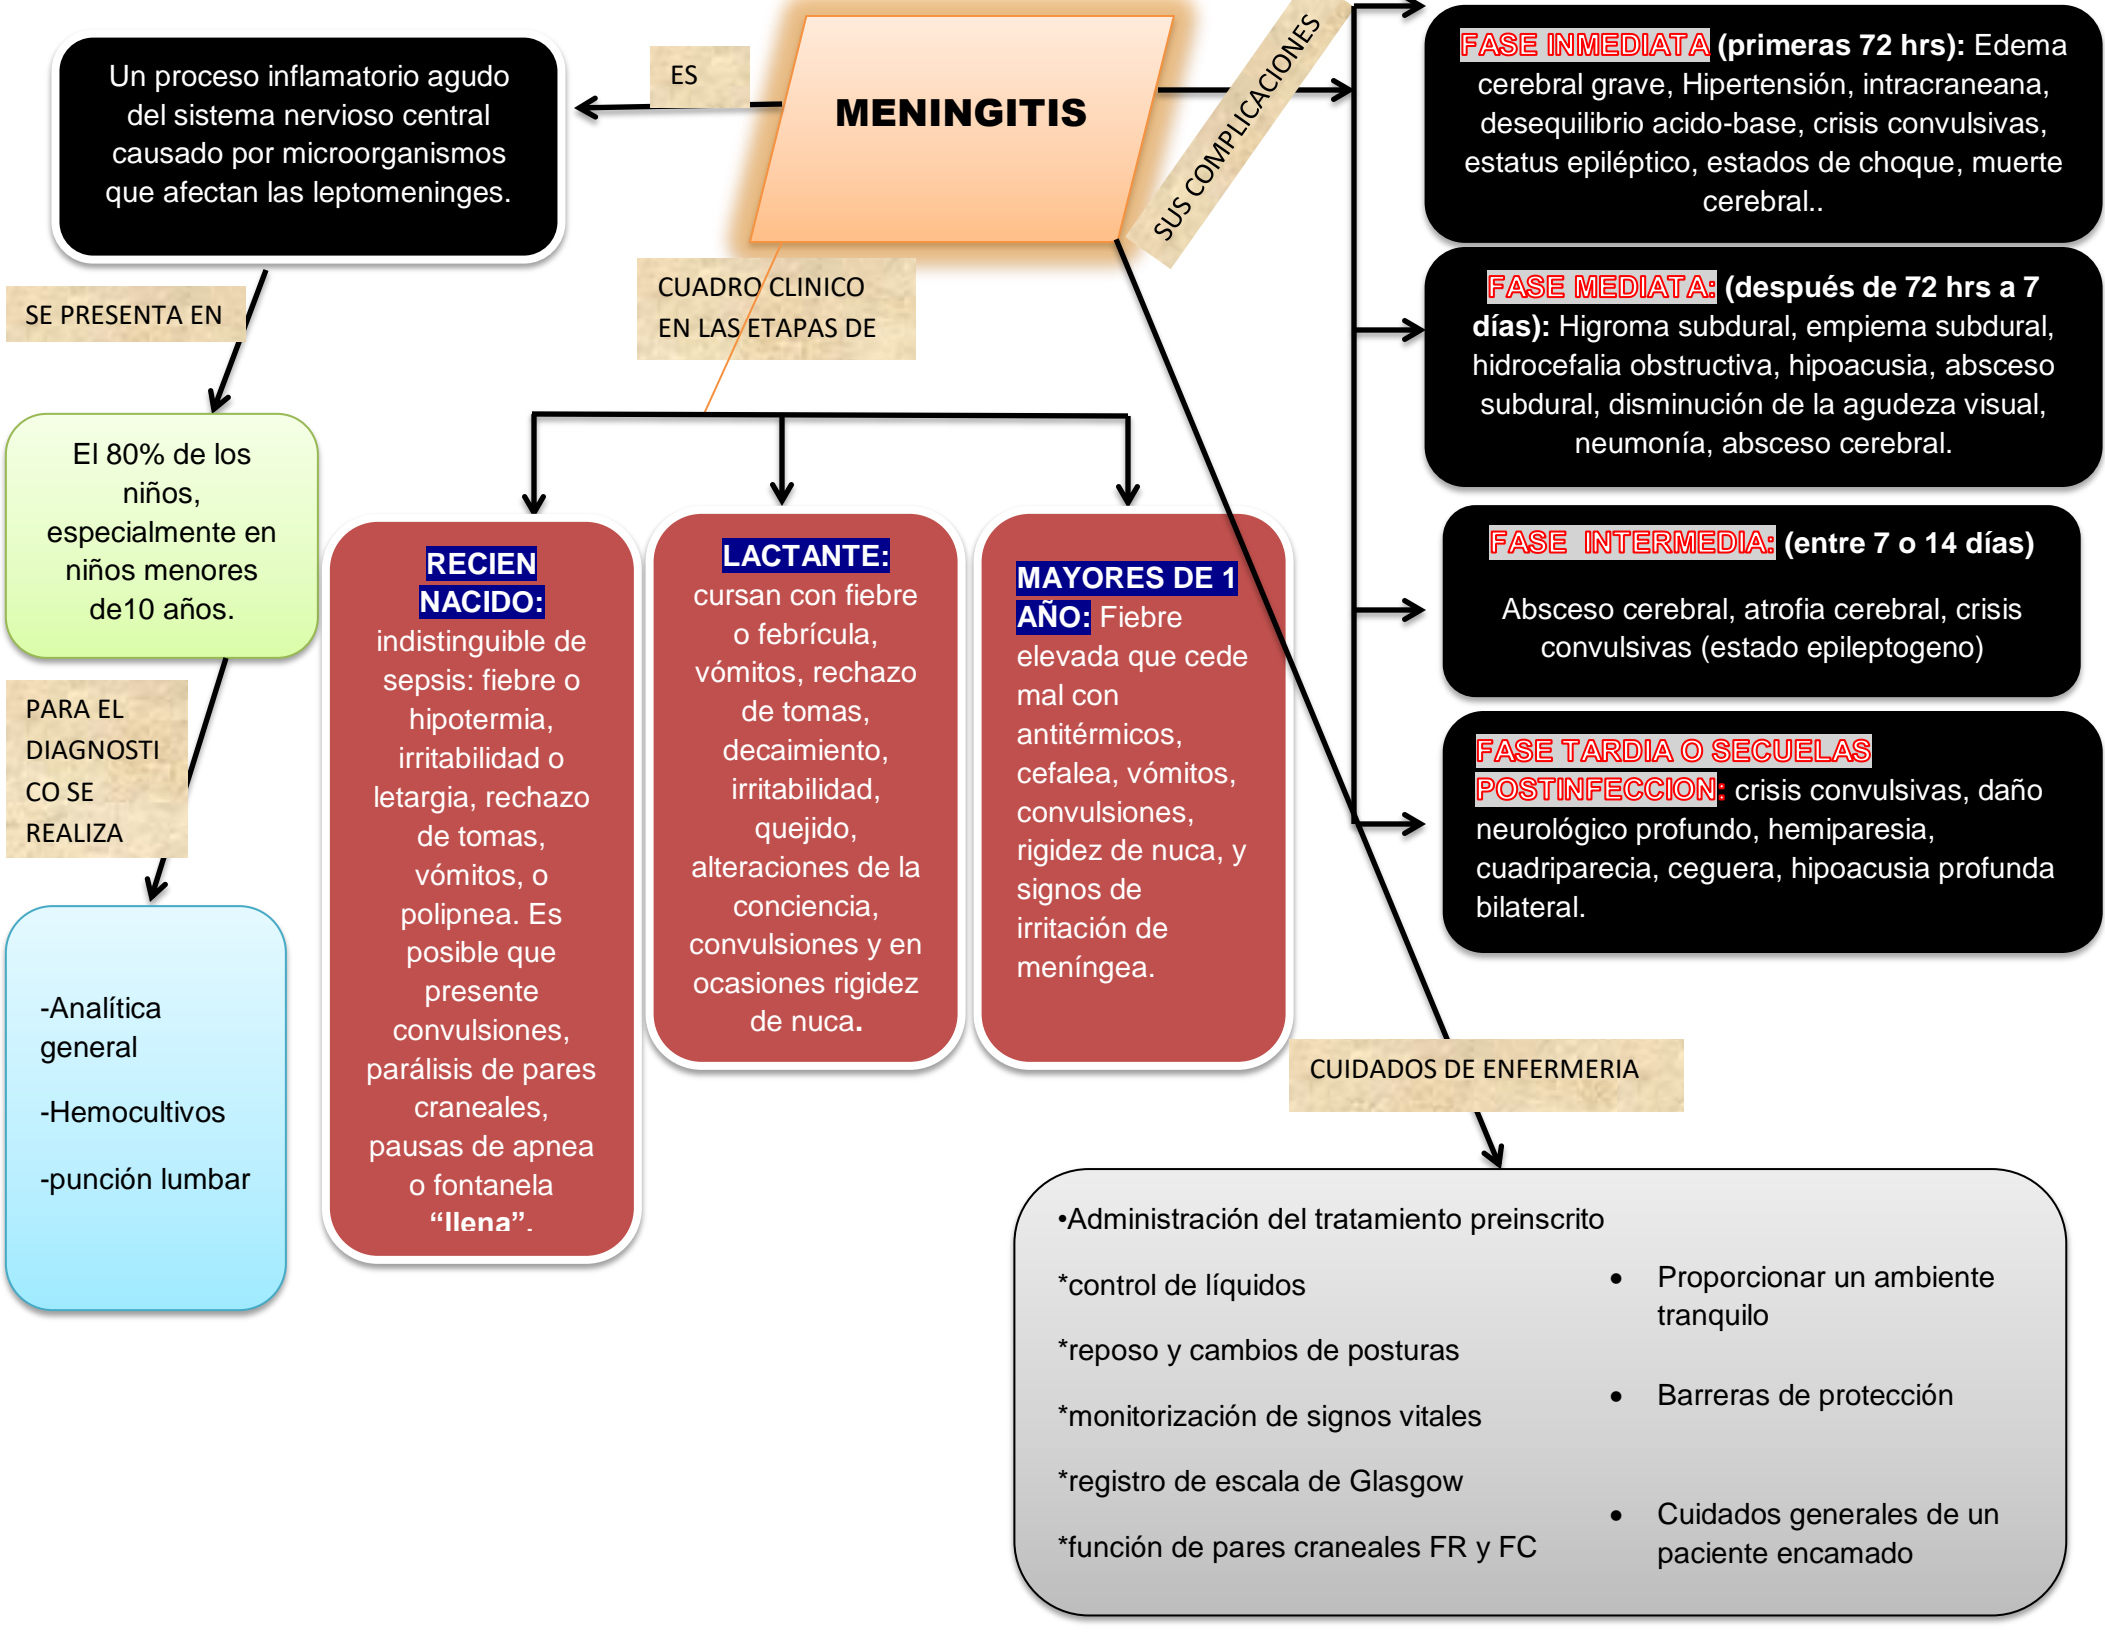 MENINGITIS
ES
Un proceso inflamatorio agudo
del sistema nervioso central
causado por microorganismos
que afectan las leptomeninges.
SE PRESENTA EN
El 80% de los
niños,
especialmente en
niños menores
de10 años.
PARA EL
DIAGNOSTI
CO SE
REALIZA
-Analítica
general
-Hemocultivos
-punción lumbar
CUADRO CLINICO
EN LAS ETAPAS DE
RECIEN
NACIDO:
indistinguible de
sepsis: fiebre o
hipotermia,
irritabilidad o
letargia, rechazo
de tomas,
vómitos, o
polipnea. Es
posible que
presente
convulsiones,
parálisis de pares
craneales,
pausas de apnea
o fontanela
“llena”.
LACTANTE:
cursan con fiebre
o febrícula,
vómitos, rechazo
de tomas,
decaimiento,
irritabilidad,
quejido,
alteraciones de la
conciencia,
convulsiones y en
ocasiones rigidez
de nuca.
MAYORES DE 1
AÑO: Fiebre
elevada que cede
mal con
antitérmicos,
cefalea, vómitos,
convulsiones,
rigidez de nuca, y
signos de
irritación de
meníngea.
SUS COMPLICACIONES
FASE INMEDIATA (primeras 72 hrs): Edema
cerebral grave, Hipertensión, intracraneana,
desequilibrio acido-base, crisis convulsivas,
estatus epiléptico, estados de choque, muerte
cerebral..
FASE MEDIATA: (después de 72 hrs a 7
días): Higroma subdural, empiema subdural,
hidrocefalia obstructiva, hipoacusia, absceso
subdural, disminución de la agudeza visual,
neumonía, absceso cerebral.
FASE INTERMEDIA: (entre 7 o 14 días)
Absceso cerebral, atrofia cerebral, crisis
convulsivas (estado epileptogeno)
FASE TARDIA O SECUELAS
POSTINFECCION: crisis convulsivas, daño
neurológico profundo, hemiparesia,
cuadriparecia, ceguera, hipoacusia profunda
bilateral.
CUIDADOS DE ENFERMERIA
•Administración del tratamiento preinscrito
*control de líquidos
*reposo y cambios de posturas
*monitorización de signos vitales
*registro de escala de Glasgow
*función de pares craneales FR y FC
• Proporcionar un ambiente
tranquilo
• Barreras de protección
• Cuidados generales de un
paciente encamado